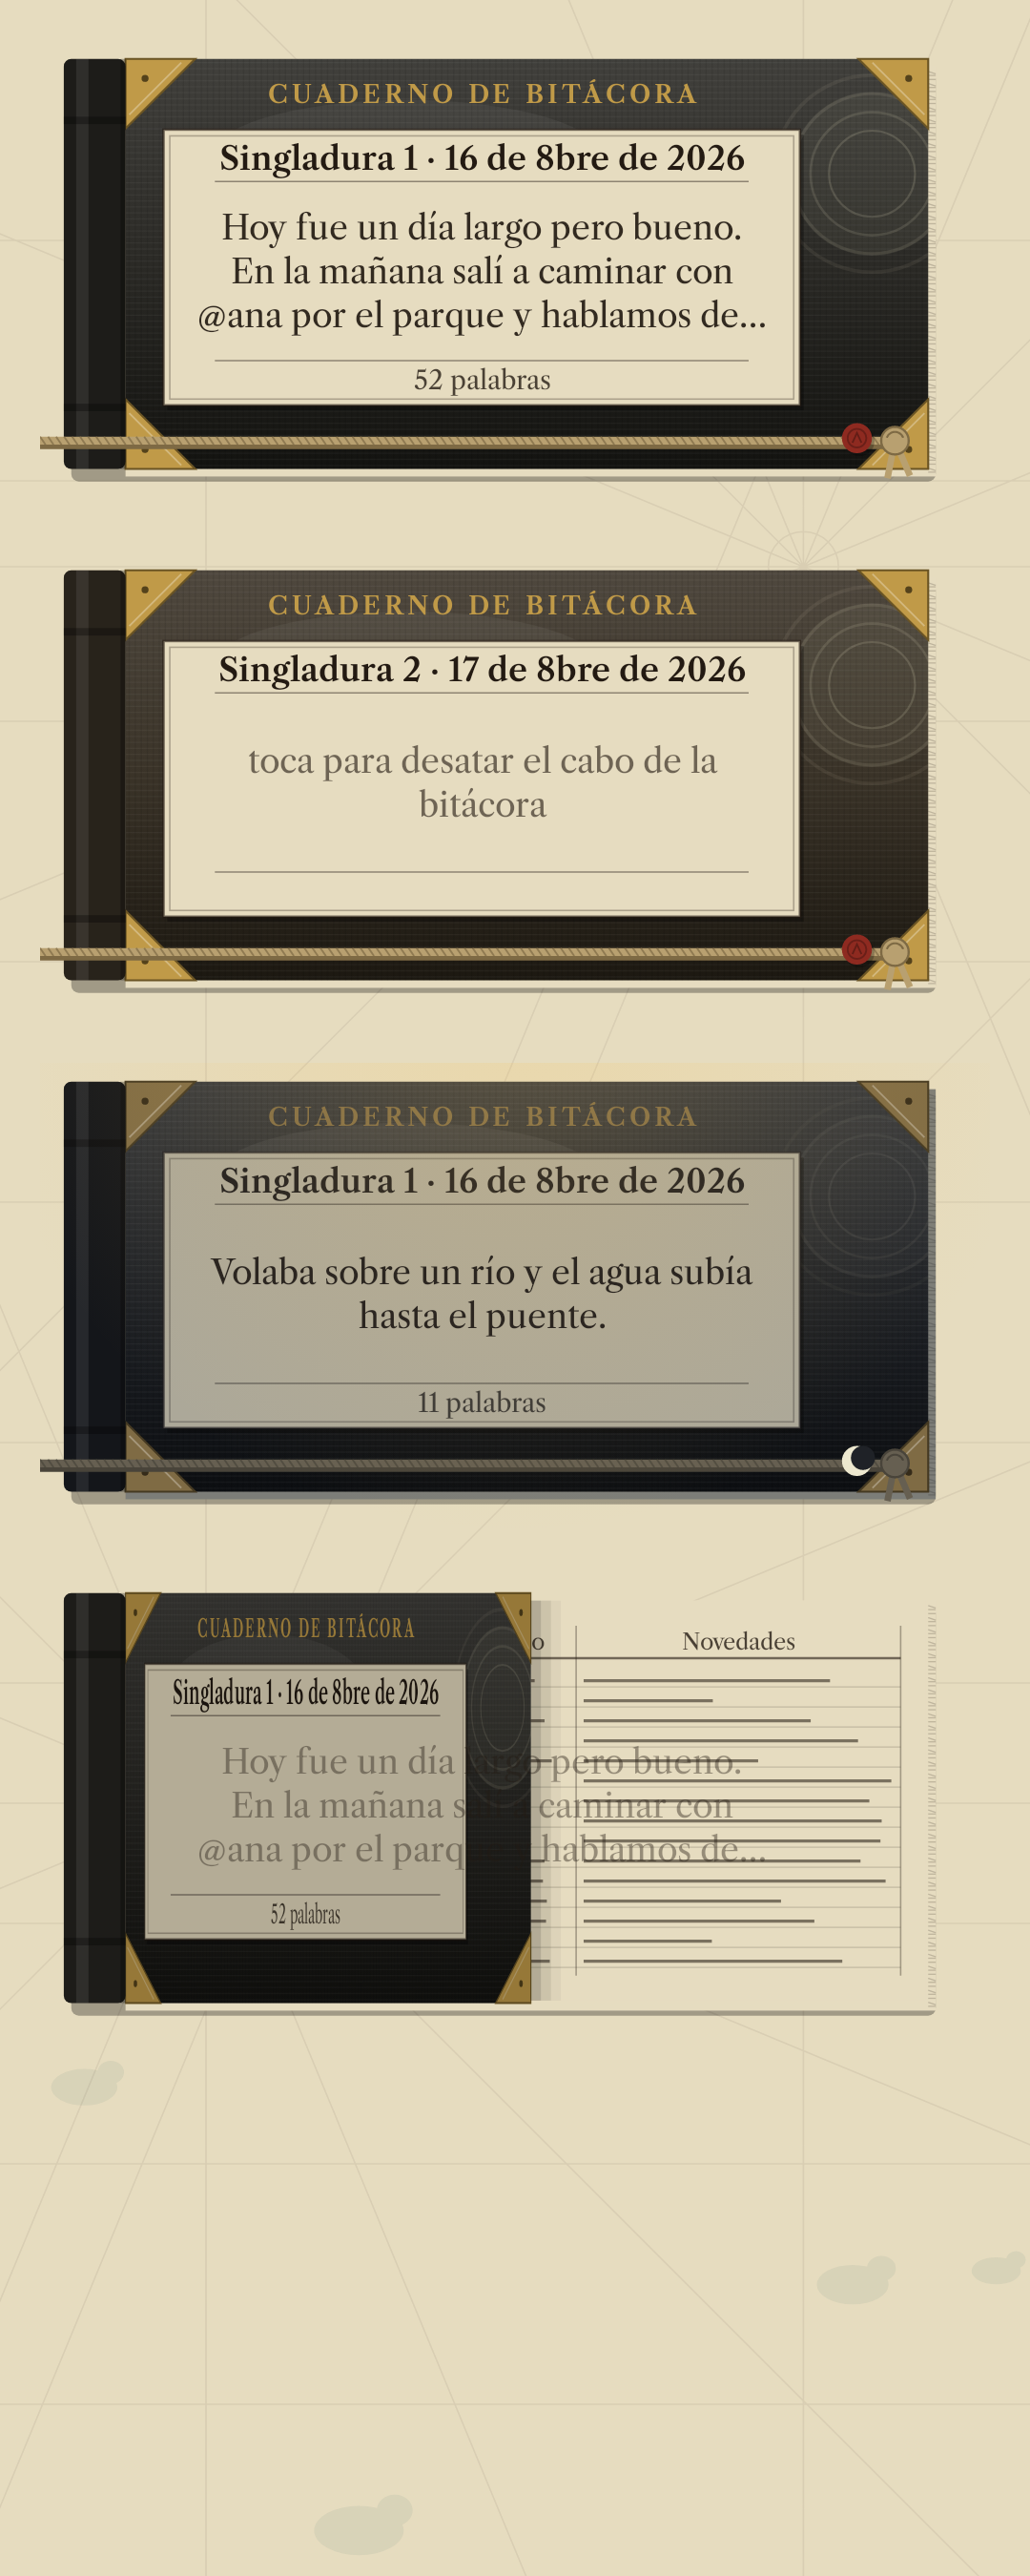 CUADERNO DE BITÁCORA
Singladura 1 · 16 de 8bre de 2026
Hoy fue un día largo pero bueno.
En la mañana salí a caminar con
@ana por el parque y hablamos de...
52 palabras
CUADERNO DE BITÁCORA
Singladura 2 · 17 de 8bre de 2026
toca para desatar el cabo de la
bitácora
CUADERNO DE BITÁCORA
Singladura 1 · 16 de 8bre de 2026
Volaba sobre un río y el agua subía
hasta el puente.
11 palabras
CUADERNO DE BITÁCORA
o
Novedades
Singladura 1 · 16 de 8bre de 2026
Hoy fue un día largo pero bueno.
En la mañana salí a caminar con
@ana por el parque y hablamos de...
52 palabras